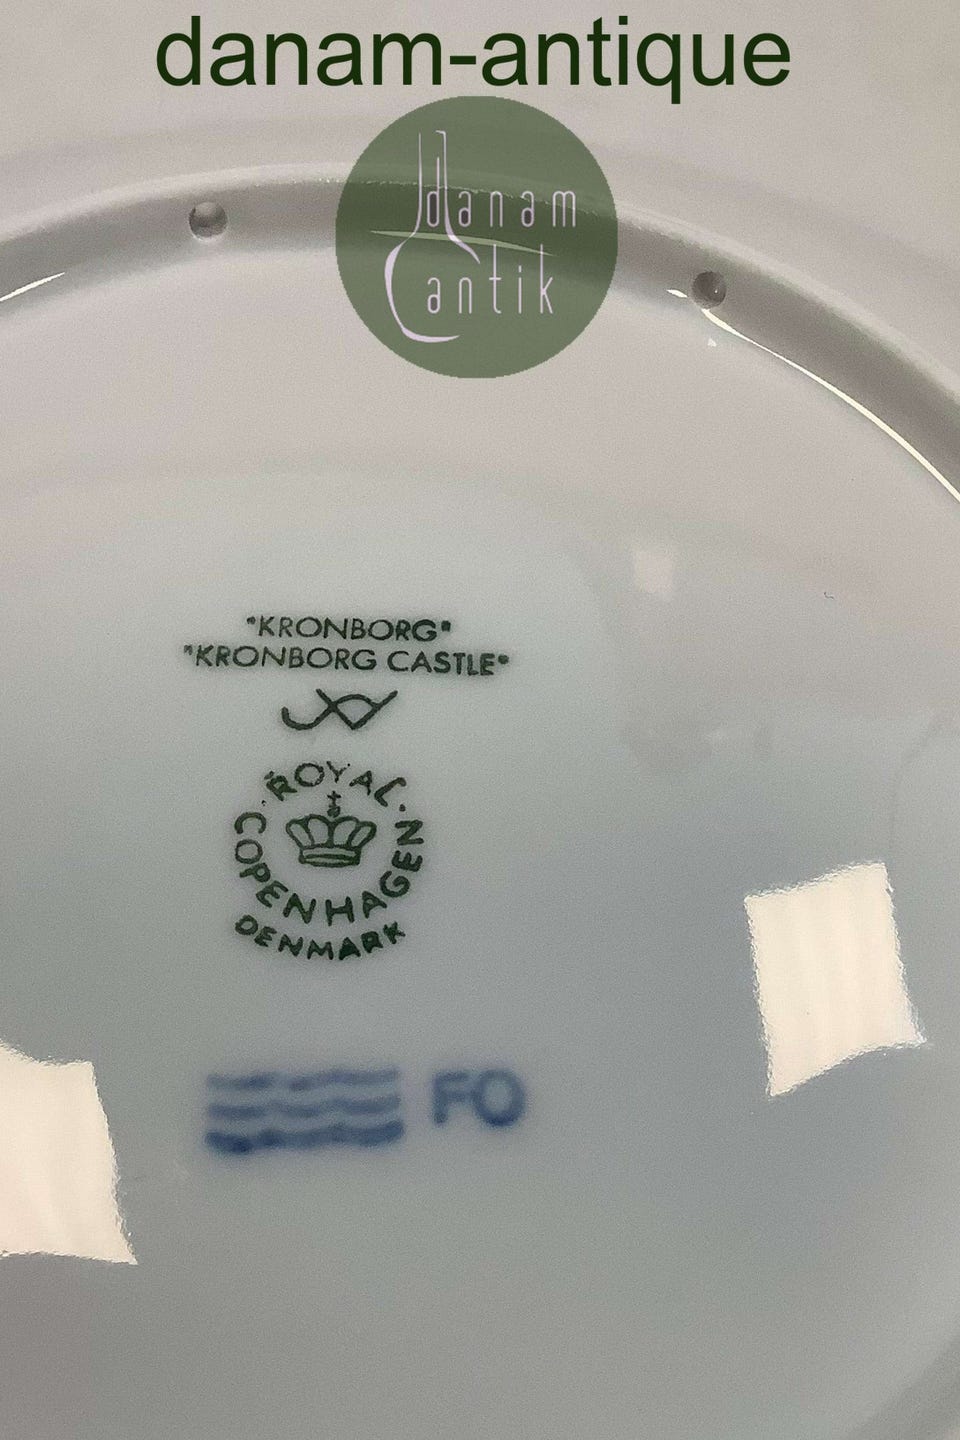 danam-antique
danam
antik
"KRONBORG"
"KRONBORG CASTLE"
ROYAL
COPENHAGEN
DENMARK
FO